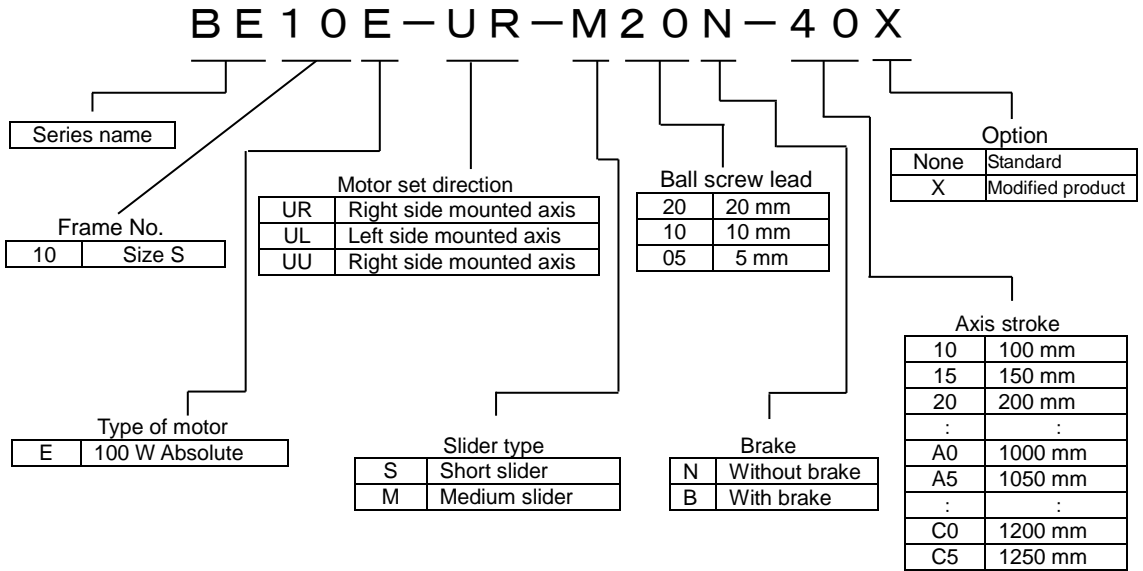 BE10E-UR-M20N-40X
Series name
Frame No.
10 Size S
Type of motor
E 100 W Absolute
Motor set direction
UR Right side mounted axis
UL Left side mounted axis
UU Right side mounted axis
Slider type
S Short slider
M Medium slider
Ball screw lead
20 20 mm
10 10 mm
05 5 mm
Brake
N Without brake
B With brake
Axis stroke
10 100 mm
15 150 mm
20 200 mm
: :
A0 1000 mm
A5 1050 mm
: :
C0 1200 mm
C5 1250 mm
Option
None Standard
X Modified product